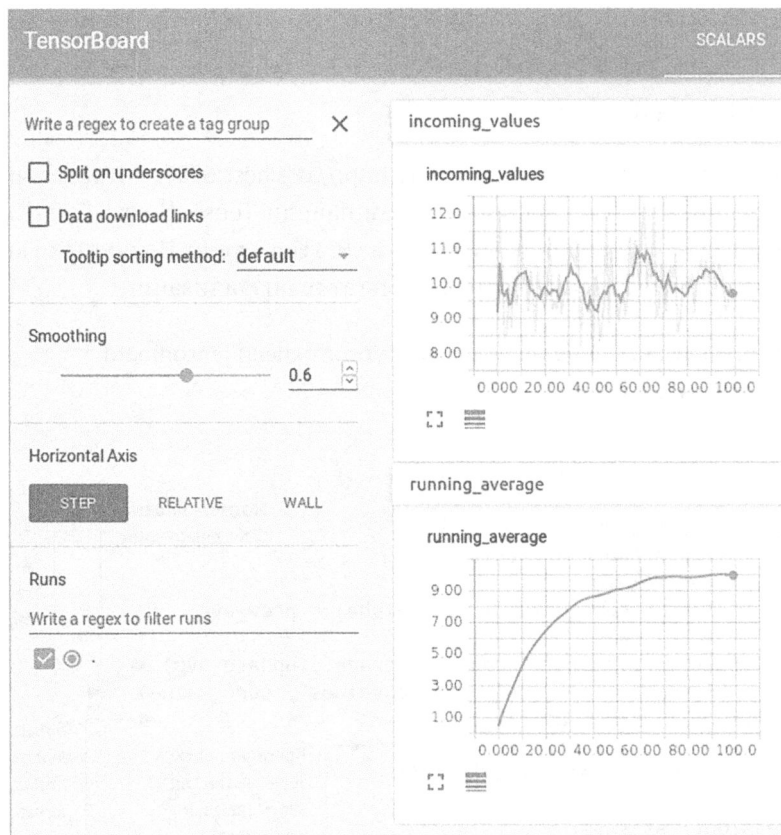 TensorBoard
SCALARS
Write a regex to create a tag group
Split on underscores
Data download links
Tooltip sorting method: default
Smoothing
0.6
Horizontal Axis
STEP RELATIVE WALL
Runs
Write a regex to filter runs
.
incoming_values
incoming_values
12.0
11.0
10.0
9.00
8.00
0.000 20.00 40.00 60.00 80.00 100.0
running_average
running_average
9.00
7.00
5.00
3.00
1.00
0.000 20.00 40.00 60.00 80.00 100.0